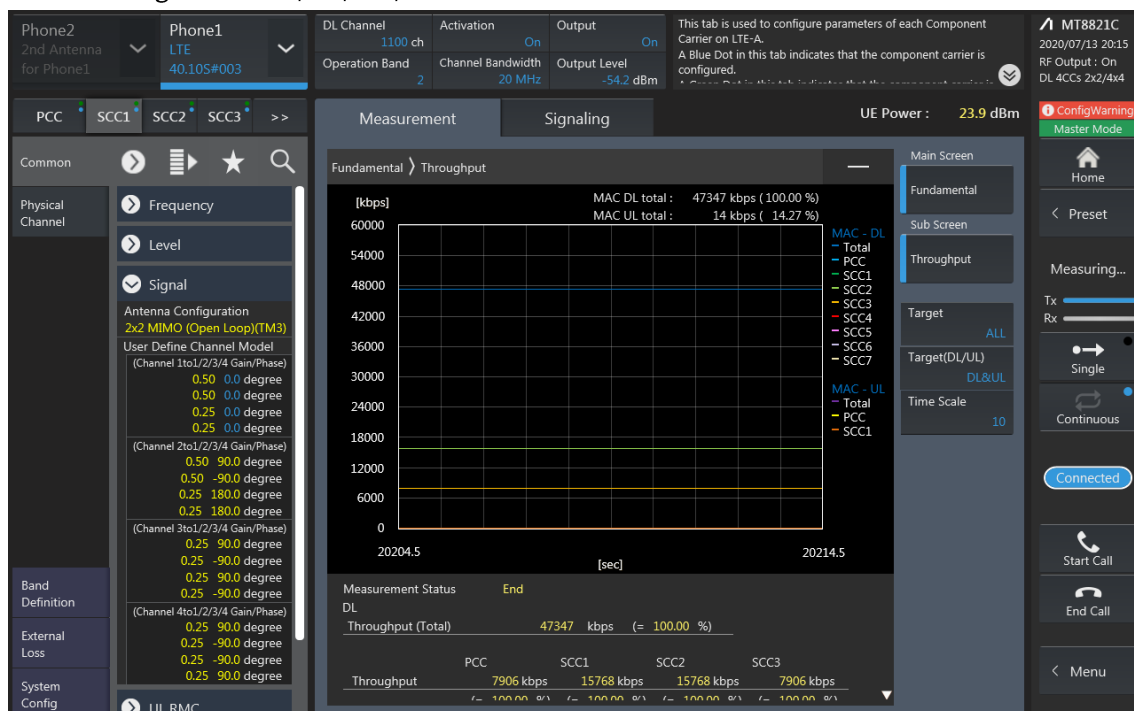 Phone2
2nd Antenna
for Phone1
Phone1
LTE
40.10S#003
DL Channel
1100 ch
Operation Band
2
Activation
On
Channel Bandwidth
20 MHz
Output
On
Output Level
-54.2 dBm
This tab is used to configure parameters of each Component
Carrier on LTE-A.
A Blue Dot in this tab indicates that the component carrier is
configured.
MT8821C
2020/07/13 20:15
RF Output : On
DL 4CCs 2x2/4x4
PCC SCC1 SCC2 SCC3 >>
Measurement
Signaling
UE Power : 23.9 dBm
ConfigWarning
Master Mode
Common
Physical
Channel
Frequency
Level
Signal
Antenna Configuration
2x2 MIMO (Open Loop)(TM3)
User Define Channel Model
(Channel 1to1/2/3/4 Gain/Phase)
0.50 0.0 degree
0.50 0.0 degree
0.25 0.0 degree
0.25 0.0 degree
(Channel 2to1/2/3/4 Gain/Phase)
0.50 90.0 degree
0.50 -90.0 degree
0.25 180.0 degree
0.25 180.0 degree
(Channel 3to1/2/3/4 Gain/Phase)
0.25 90.0 degree
0.25 -90.0 degree
0.25 90.0 degree
0.25 -90.0 degree
(Channel 4to1/2/3/4 Gain/Phase)
0.25 90.0 degree
0.25 -90.0 degree
0.25 -90.0 degree
0.25 90.0 degree
UL RMC
Band
Definition
External
Loss
System
Config
Fundamental ⟩ Throughput
[kbps]
MAC DL total : 47347 kbps ( 100.00 %)
MAC UL total : 14 kbps ( 14.27 %)
60000
54000
48000
42000
36000
30000
24000
18000
12000
6000
0
20204.5
20214.5
[sec]
MAC - DL
Total
PCC
SCC1
SCC2
SCC3
SCC4
SCC5
SCC6
SCC7
MAC - UL
Total
PCC
SCC1
Measurement Status End
DL
Throughput (Total) 47347 kbps (= 100.00 %)
PCC SCC1 SCC2 SCC3
Throughput 7906 kbps 15768 kbps 15768 kbps 7906 kbps
(= 100.00 %) (= 100.00 %) (= 100.00 %) (= 100.00 %)
Main Screen
Fundamental
Sub Screen
Throughput
Target
ALL
Target(DL/UL)
DL&UL
Time Scale
10
Home
< Preset
Measuring...
Tx
Rx
Single
Continuous
Connected
Start Call
End Call
< Menu